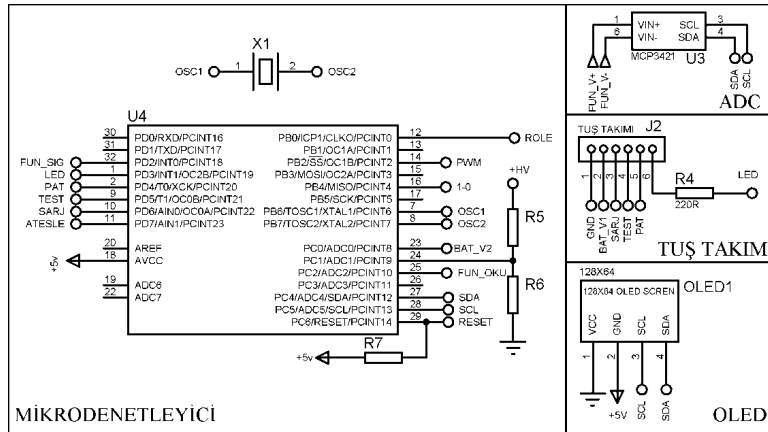 X1
OSC1 1 2 OSC2
U4
30 PD0/RXD/PCINT16
31 PD1/TXD/PCINT17
FUN_SIG 32 PD2/INT0/PCINT18
LED 1 PD3/INT1/OC2B/PCINT19
PAT 2 PD4/T0/XCK/PCINT20
TEST 9 PD5/T1/OC0B/PCINT21
SARJ 10 PD6/AIN0/OC0A/PCINT22
ATESLE 11 PD7/AIN1/PCINT23
20 AREF
+5v 18 AVCC
19 ADC6
22 ADC7
PB0/ICP1/CLKO/PCINT0 12 ROLE
PB1/OC1A/PCINT1 13
PB2/SS/OC1B/PCINT2 14 PWM
PB3/MOSI/OC2A/PCINT3 15
PB4/MISO/PCINT4 16 1-0
PB5/SCK/PCINT5 17
PB6/TOSC1/XTAL1/PCINT6 7 OSC1
PB7/TOSC2/XTAL2/PCINT7 8 OSC2
PC0/ADC0/PCINT8 23 BAT_V2
PC1/ADC1/PCINT9 24
PC2/ADC2/PCINT10 25 FUN_OKU
PC3/ADC3/PCINT11 26
PC4/ADC4/SDA/PCINT12 27 SDA
PC5/ADC5/SCL/PCINT13 28 SCL
PC6/RESET/PCINT14 29 RESET
+HV
R5
R6
R7
+5v
MİKRODENETLEYİCİ
1 VIN+ SCL 3
6 VIN- SDA 4
MCP3421 U3
FUN_V+
FUN_V-
SDA
SCL
ADC
TUŞ TAKIMI J2
1 2 3 4 5 6
GND
BAT_V1
SARJ
TEST
PAT
R4
220R
LED
TUŞ TAKIM
128X64
128X64 OLED SCREN OLED1
VCC GND SCL SDA
1 2 3 4
+5V SCL SDA
OLED